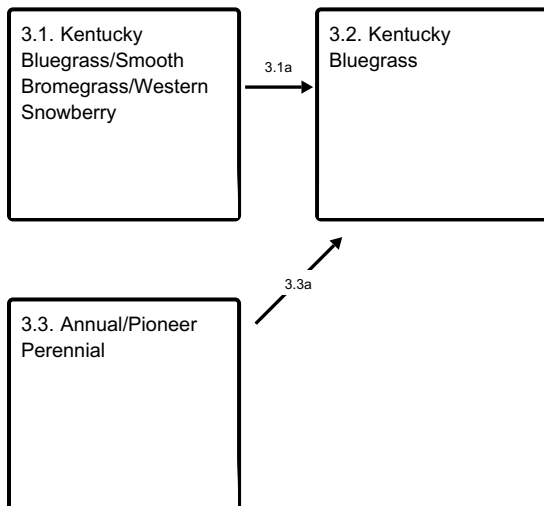 3.1. Kentucky
Bluegrass/Smooth
Bromegrass/Western
Snowberry
3.1a
3.2. Kentucky
Bluegrass
3.3a
3.3. Annual/Pioneer
Perennial